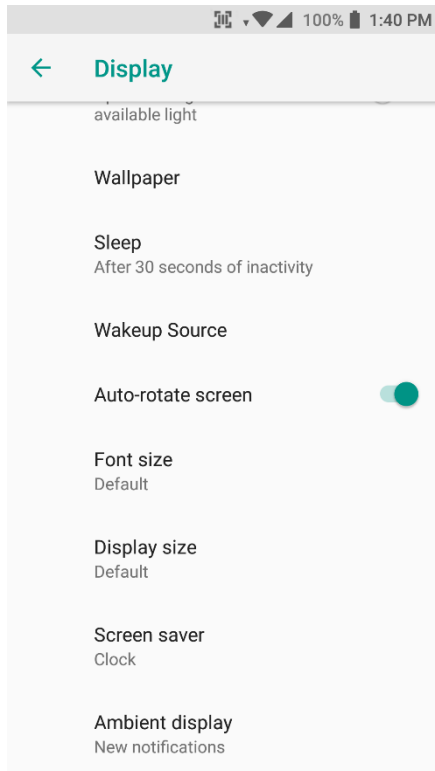 100% 1:40 PM
Display
available light
Wallpaper
Sleep
After 30 seconds of inactivity
Wakeup Source
Auto-rotate screen
Font size
Default
Display size
Default
Screen saver
Clock
Ambient display
New notifications